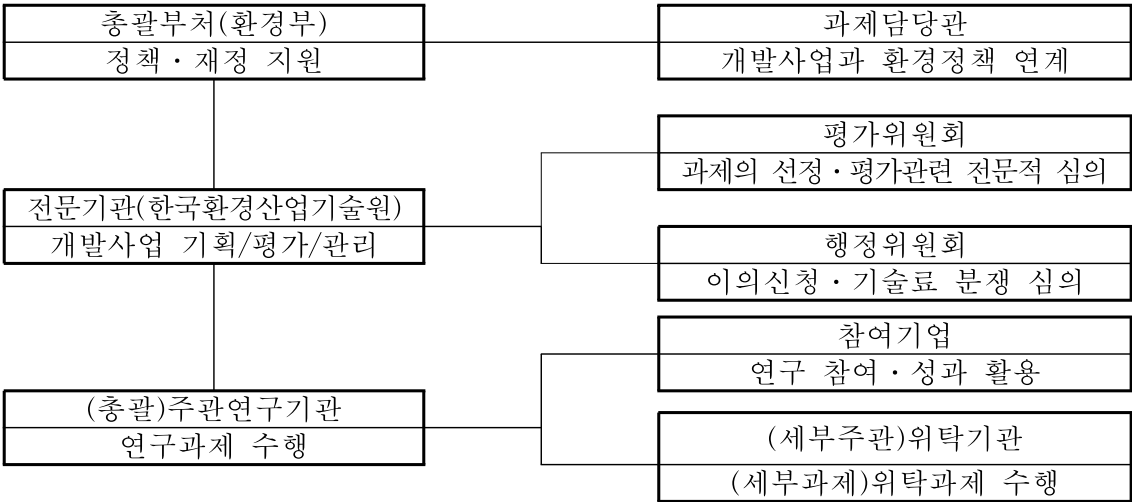 총괄부처(환경부)
정책·재정 지원
과제담당관
개발사업과 환경정책 연계
평가위원회
과제의 선정·평가관련 전문적 심의
전문기관(한국환경산업기술원)
개발사업 기획/평가/관리
행정위원회
이의신청·기술료 분쟁 심의
참여기업
연구 참여·성과 활용
(총괄)주관연구기관
연구과제 수행
(세부주관)위탁기관
(세부과제)위탁과제 수행